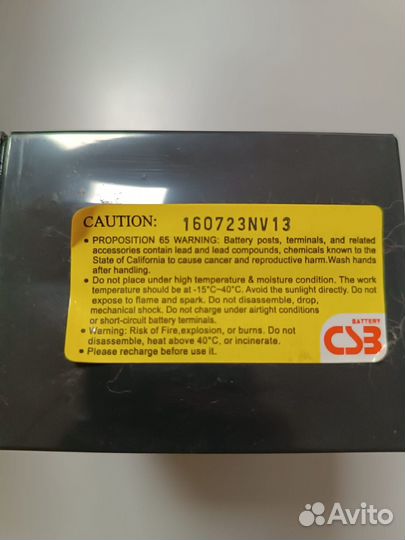 CAUTION: 160723NV13
• PROPOSITION 65 WARNING: Battery posts, terminals, and related
accessories contain lead and lead compounds, chemicals known to the
State of California to cause cancer and reproductive harm.Wash hands
after handling.
• Do not place under high temperature & moisture condition. The work
temperature should be at -15°C~40°C. Avoid the sunlight directly. Do not
expose to flame and spark. Do not disassemble, drop,
mechanical shock. Do not charge under airtight conditions
or short-circuit battery terminals.
• Warning: Risk of Fire,explosion, or burns. Do not
disassemble, heat above 40°C, or incinerate.
• Please recharge before use it.
BATTERY
CSB
Avito